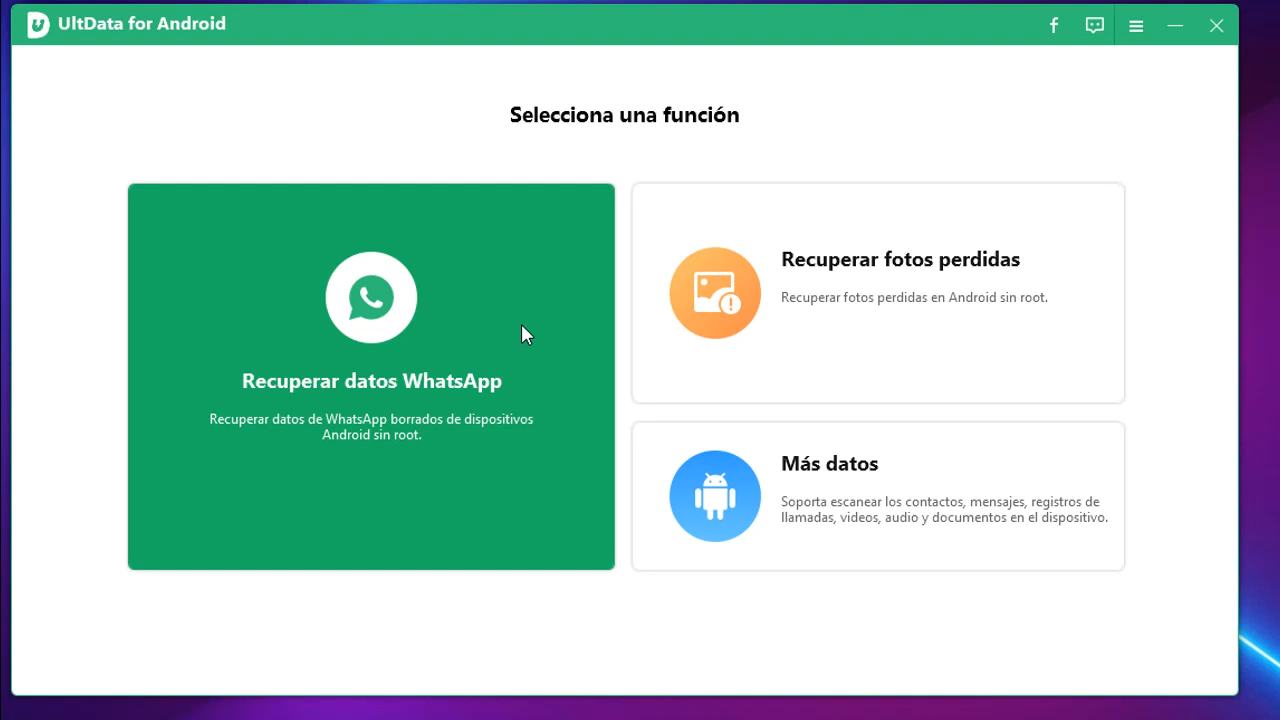 UltData for Android
Selecciona una función
Recuperar datos WhatsApp
Recuperar datos de WhatsApp borrados de dispositivos
Android sin root.
Recuperar fotos perdidas
Recuperar fotos perdidas en Android sin root.
Más datos
Soporta escanear los contactos, mensajes, registros de
llamadas, videos, audio y documentos en el dispositivo.